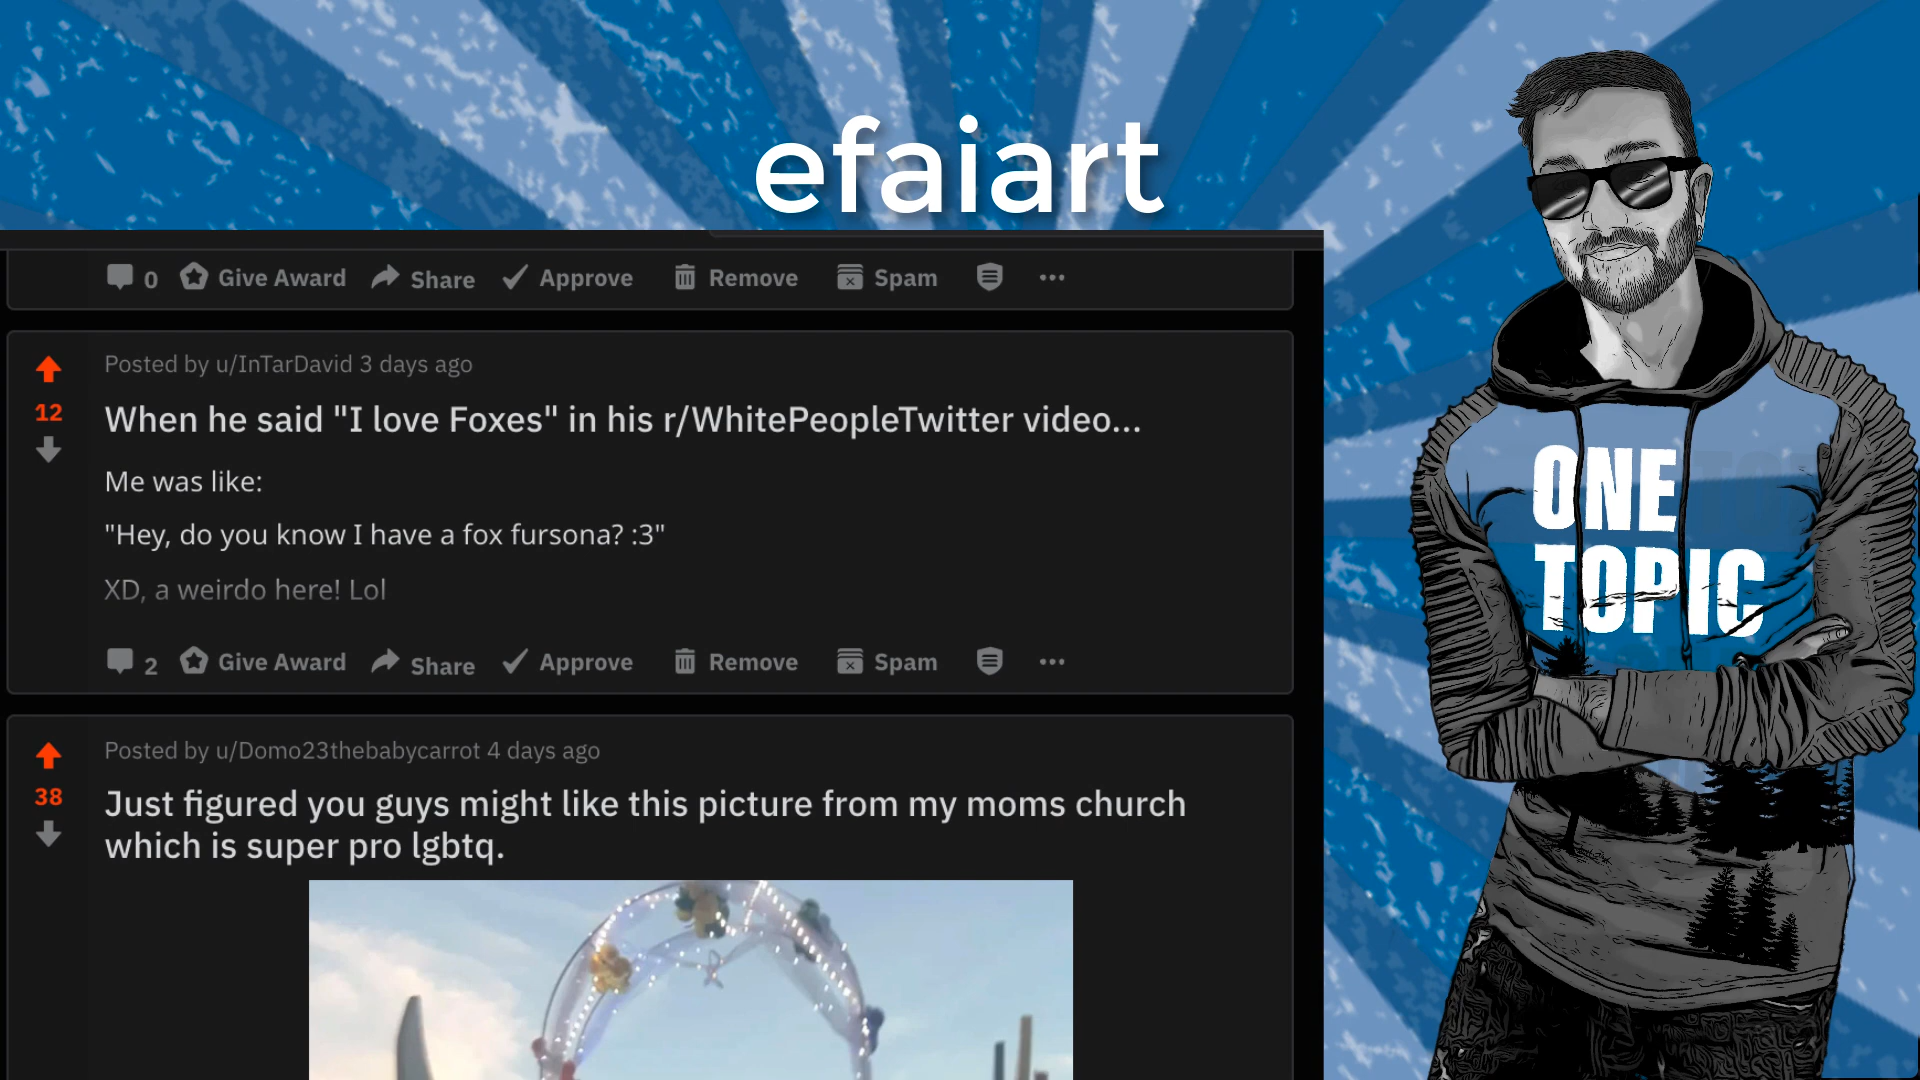 efaiart
0 Give Award Share Approve Remove Spam
Posted by u/InTarDavid 3 days ago
12
When he said "I love Foxes" in his r/WhitePeopleTwitter video...
Me was like:
"Hey, do you know I have a fox fursona? :3"
XD, a weirdo here! Lol
2 Give Award Share Approve Remove Spam
Posted by u/Domo23thebabycarrot 4 days ago
38
Just figured you guys might like this picture from my moms church
which is super pro lgbtq.
ONE
TOPIC